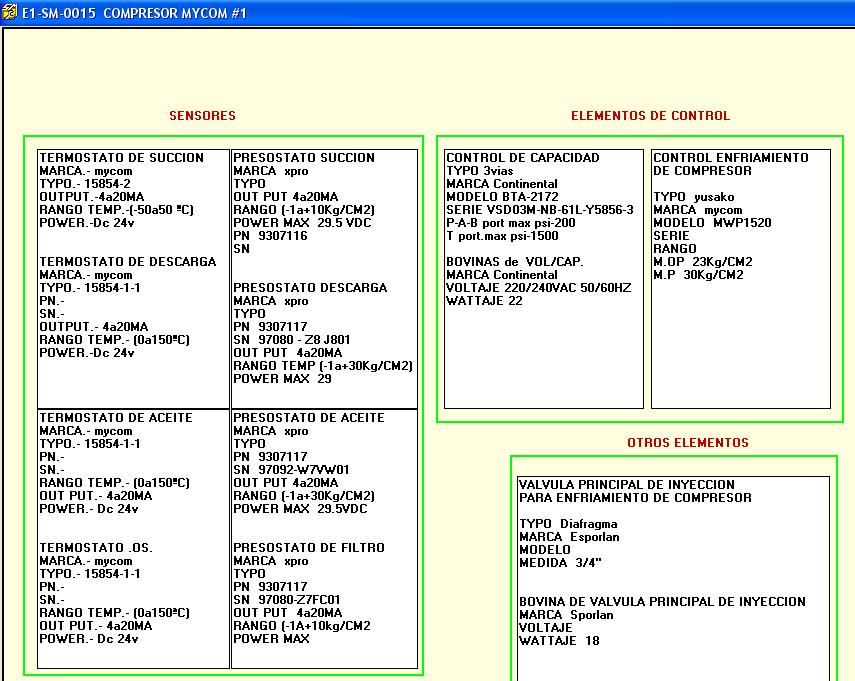 E1-SM-0015 COMPRESOR MYCOM #1
SENSORES
TERMOSTATO DE SUCCION
MARCA.- mycom
TYPO.- 15854-2
OUTPUT.-4a20MA
RANGO TEMP.-(-50a50 ºC)
POWER.-Dc 24v
TERMOSTATO DE DESCARGA
MARCA.- mycom
TYPO.- 15854-1-1
PN.-
SN.-
OUTPUT.- 4a20MA
RANGO TEMP.- (0a150ºC)
POWER.-Dc 24v
PRESOSTATO SUCCION
MARCA xpro
TYPO
OUT PUT 4a20MA
RANGO (-1a+10Kg/CM2)
POWER MAX 29.5 VDC
PN 9307116
SN
PRESOSTATO DESCARGA
MARCA xpro
TYPO
PN 9307117
SN 97080 - Z8 J801
OUT PUT 4a20MA
RANGO TEMP (-1a+30Kg/CM2)
POWER MAX 29
TERMOSTATO DE ACEITE
MARCA.- mycom
TYPO.- 15854-1-1
PN.-
SN.-
RANGO TEMP.- (0a150ºC)
OUT PUT.- 4a20MA
POWER.- Dc 24v
TERMOSTATO .OS.
MARCA.- mycom
TYPO.- 15854-1-1
PN.-
SN.-
RANGO TEMP.- (0a150ºC)
OUT PUT.- 4a20MA
POWER.- Dc 24v
PRESOSTATO DE ACEITE
MARCA xpro
TYPO
PN 9307117
SN 97092-W7VW01
OUT PUT 4a20MA
RANGO (-1a+30Kg/CM2)
POWER MAX 29.5VDC
PRESOSTATO DE FILTRO
MARCA xpro
TYPO
PN 9307117
SN 97080-Z7FC01
OUT PUT 4a20MA
RANGO (-1A+10kg/CM2
POWER MAX
ELEMENTOS DE CONTROL
CONTROL DE CAPACIDAD
TYPO 3vias
MARCA Continental
MODELO BTA-2172
SERIE VSD03M-NB-61L-Y5856-3
P-A-B port max psi-200
T port.max psi-1500
BOVINAS de VOL/CAP.
MARCA Continental
VOLTAJE 220/240VAC 50/60HZ
WATTAJE 22
CONTROL ENFRIAMIENTO
DE COMPRESOR
TYPO yusako
MARCA mycom
MODELO MWP1520
SERIE
RANGO
M.OP 23Kg/CM2
M.P 30Kg/CM2
OTROS ELEMENTOS
VALVULA PRINCIPAL DE INYECCION
PARA ENFRIAMIENTO DE COMPRESOR
TYPO Diafragma
MARCA Esporlan
MODELO
MEDIDA 3/4"
BOVINA DE VALVULA PRINCIPAL DE INYECCION
MARCA Sporlan
VOLTAJE
WATTAJE 18